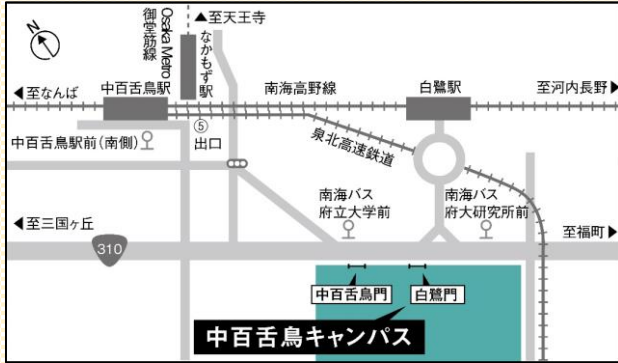 ▲至天王寺
Osaka Metro
御堂筋線
なかもず駅
中百舌鳥駅
南海高野線
白鷺駅
◀至なんば
至河内長野▶
⑤
出口
中百舌鳥駅前(南側)
泉北高速鉄道
南海バス
府立大学前
南海バス
府大研究所前
◀至三国ヶ丘
至福町▶
310
中百舌鳥門
白鷺門
中百舌鳥キャンパス